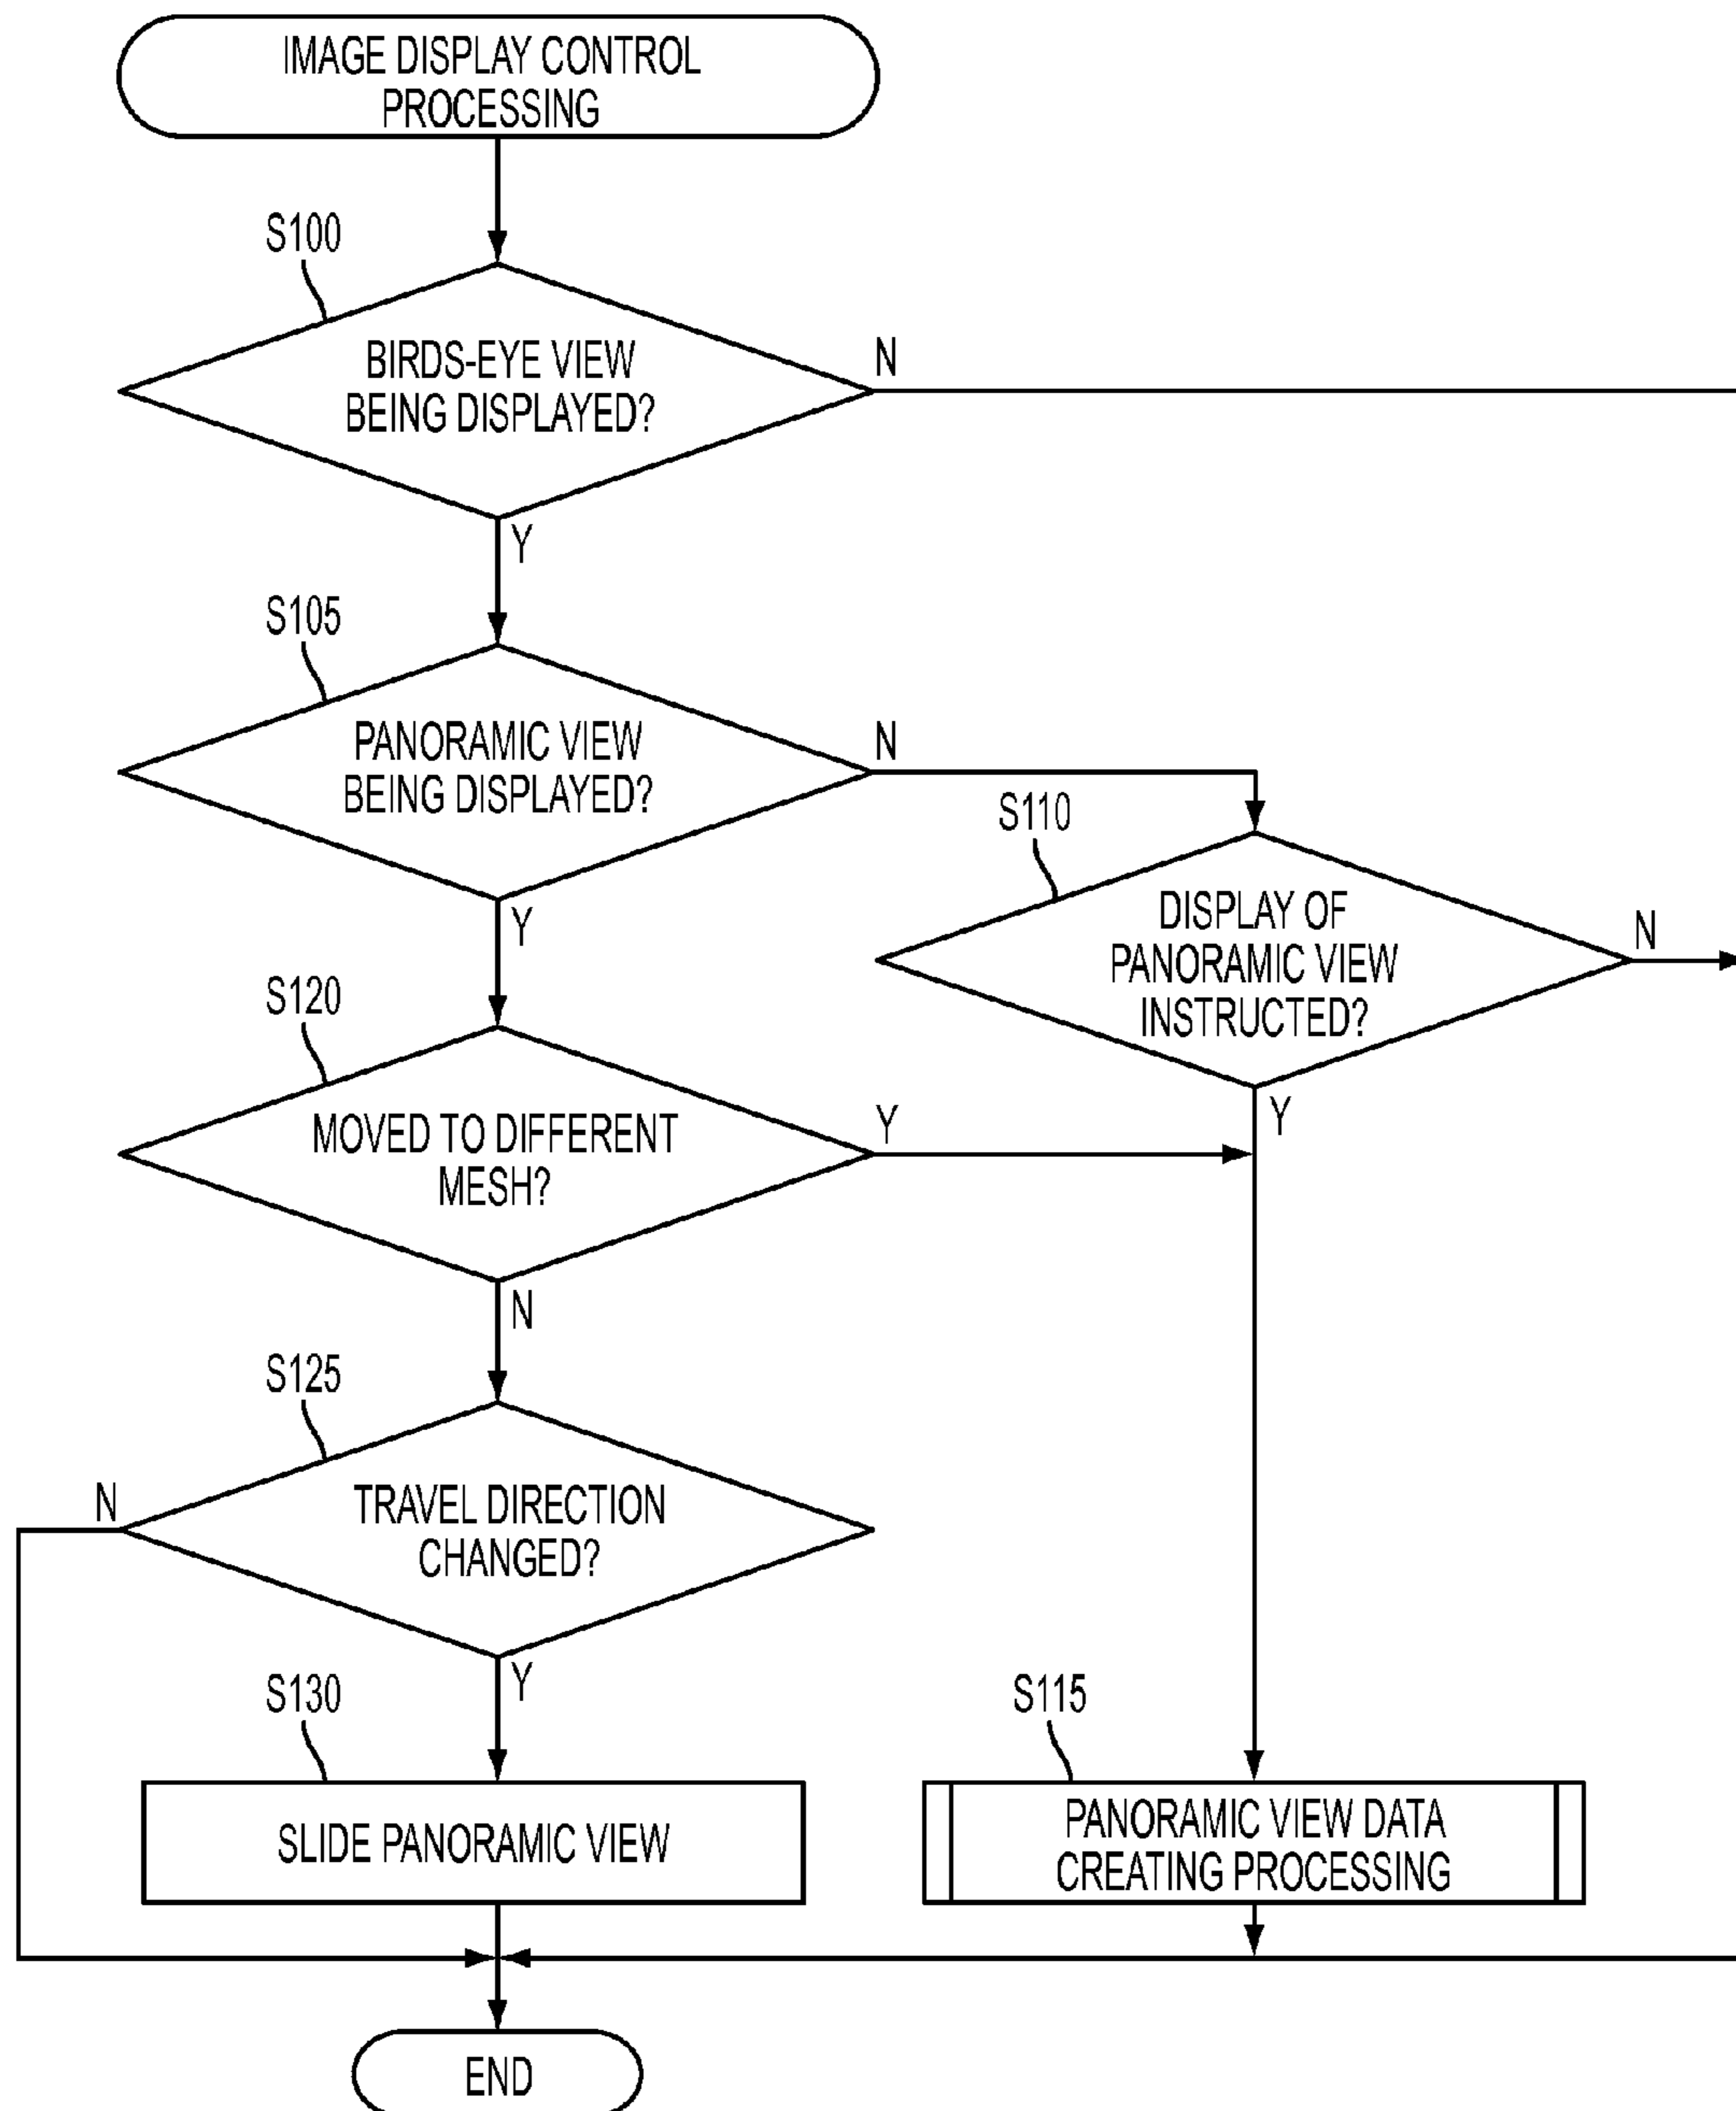 IMAGE DISPLAY CONTROL
PROCESSING
S100
BIRDS-EYE VIEW
BEING DISPLAYED?
N
Y
S105
PANORAMIC VIEW
BEING DISPLAYED?
N
Y
S110
DISPLAY OF
PANORAMIC VIEW
INSTRUCTED?
N
Y
S120
MOVED TO DIFFERENT
MESH?
Y
N
S125
TRAVEL DIRECTION
CHANGED?
N
Y
S130
SLIDE PANORAMIC VIEW
S115
PANORAMIC VIEW DATA
CREATING PROCESSING
END